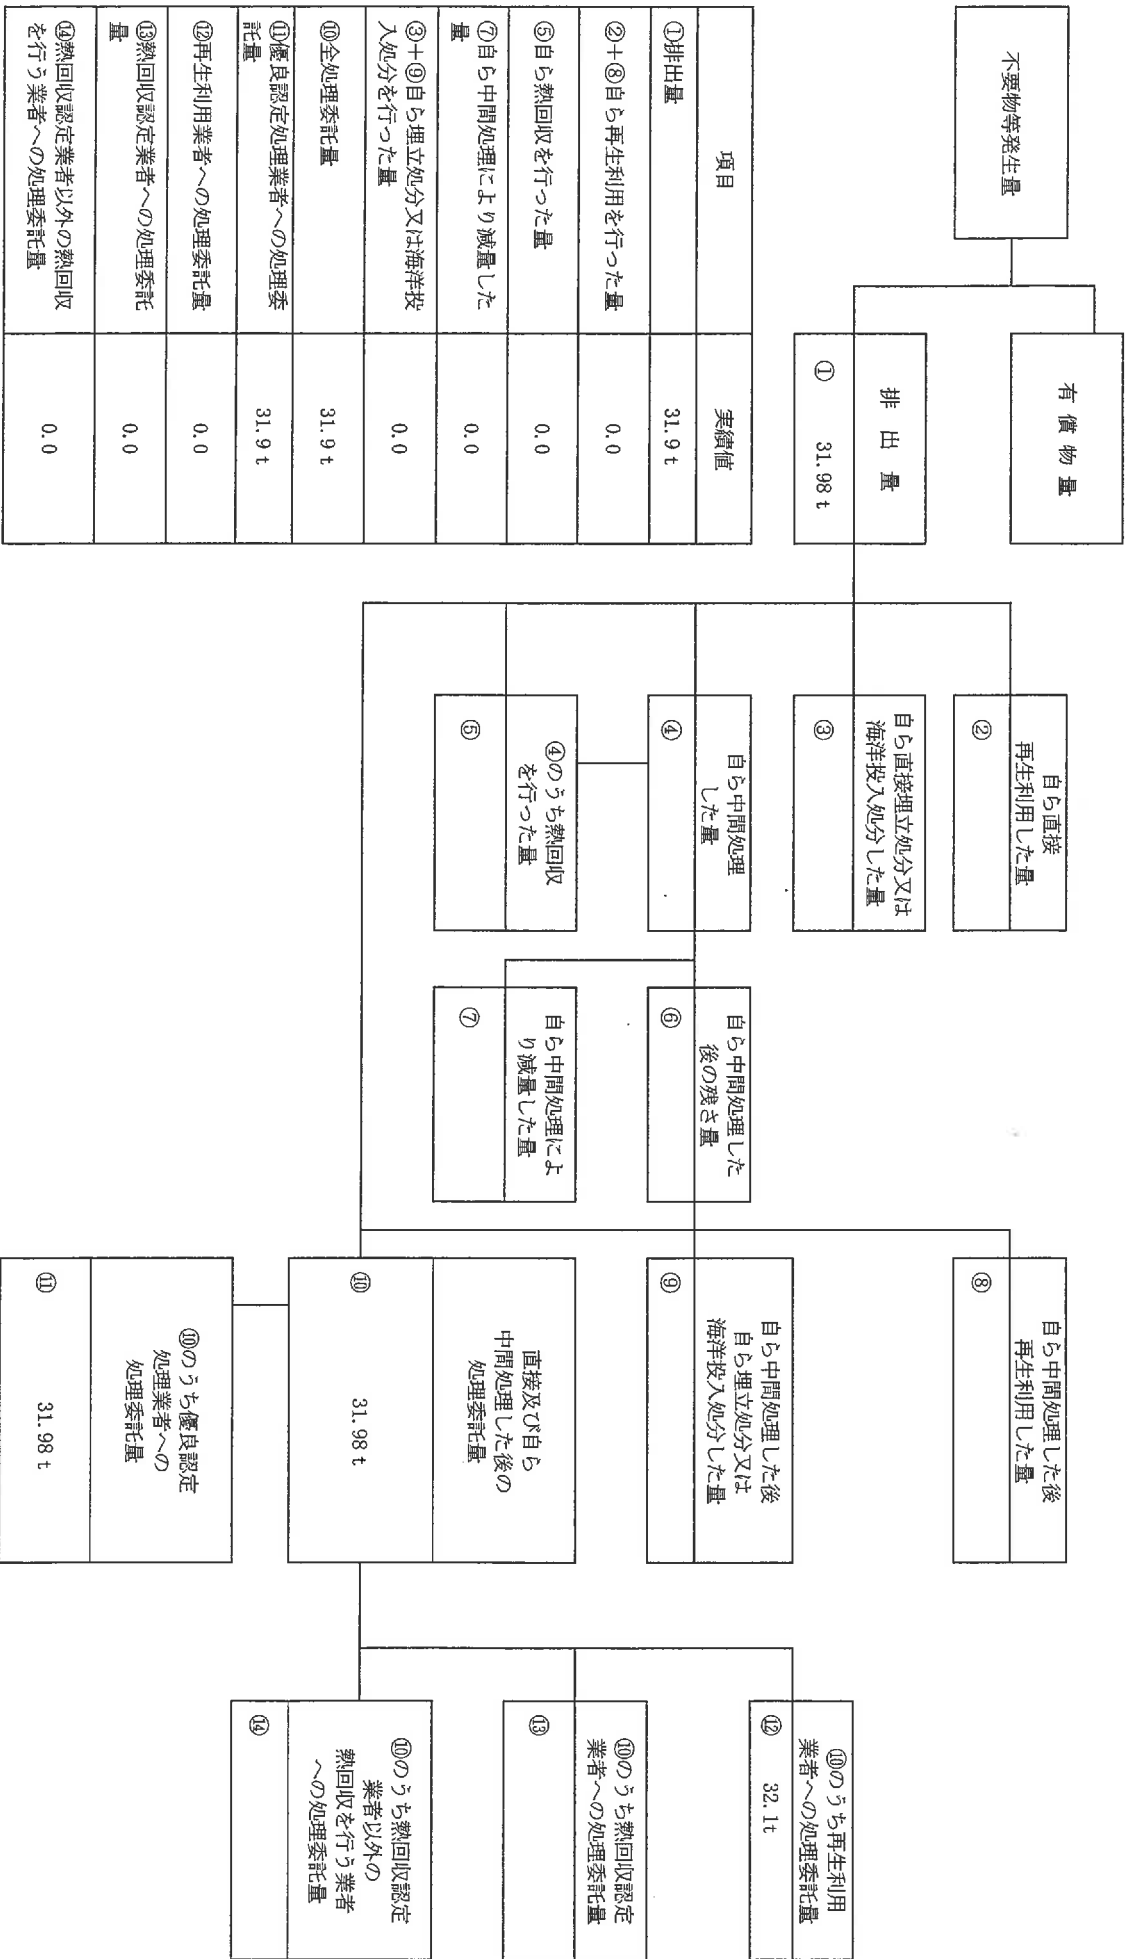 不要物等発生量
有償物量
排出量
① 31.98 t
自ら直接
再生利用した量
②
自ら直接埋立処分又は
海洋投入処分した量
③
自ら中間処理
した量
④
④のうち熱回収
を行った量
⑤
自ら中間処理した
後の残さ量
⑥
自ら中間処理によ
り減量した量
⑦
自ら中間処理した後
再生利用した量
⑧
自ら中間処理した後
自ら埋立処分又は
海洋投入処分した量
⑨
直接及び自ら
中間処理した後の
処理委託量
⑩ 31.98 t
⑩のうち優良認定
処理業者への
処理委託量
⑪ 31.98 t
⑩のうち再生利用
業者への処理委託量
⑫ 32.1t
⑩のうち熱回収認定
業者への処理委託量
⑬
⑩のうち熱回収認定
業者以外の
熱回収を行う業者
への処理委託量
⑭
項目 実績値
①排出量 31.9 t
②+⑧自ら再生利用を行った量 0.0
⑤自ら熱回収を行った量 0.0
⑦自ら中間処理により減量した
量 0.0
③+⑨自ら埋立処分又は海洋投
入処分を行った量 0.0
⑩全処理委託量 31.9 t
⑪優良認定処理業者への処理委
託量 31.9 t
⑫再生利用業者への処理委託量 0.0
⑬熱回収認定業者への処理委託
量 0.0
⑭熱回収認定業者以外の熱回収
を行う業者への処理委託量 0.0